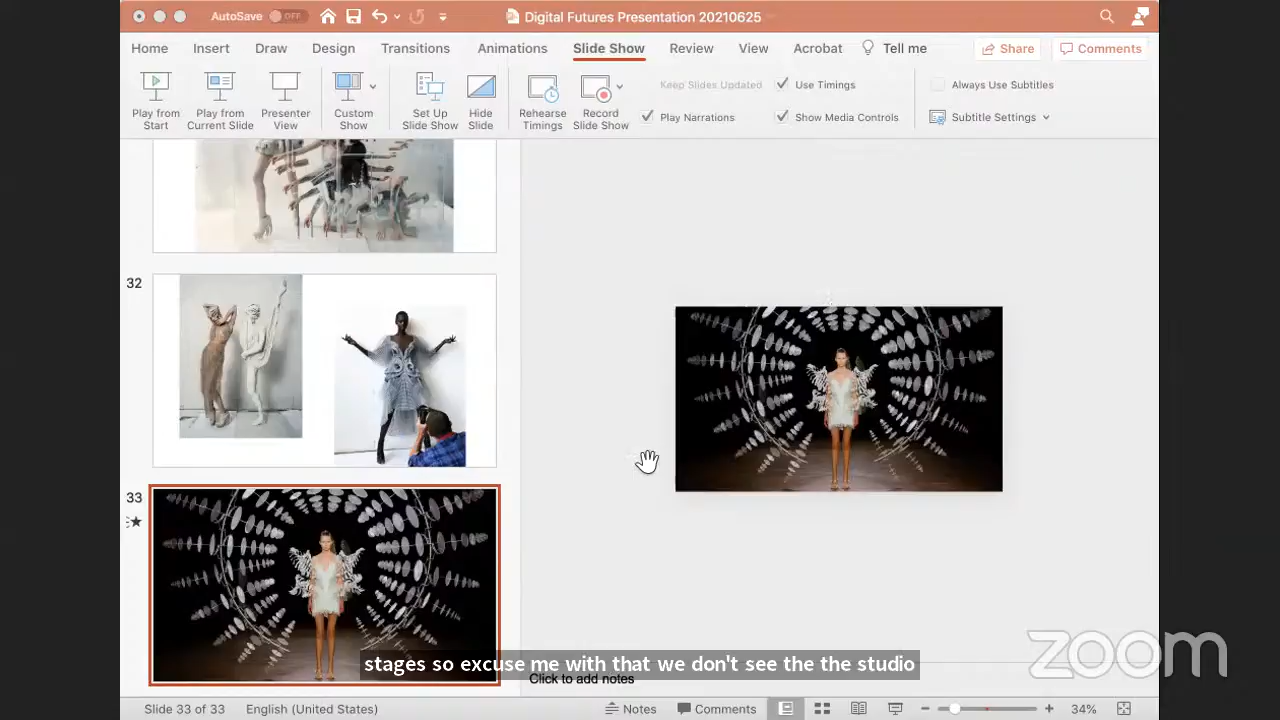 AutoSave OFF
Digital Futures Presentation 20210625
Home Insert Draw Design Transitions Animations Slide Show Review View Acrobat Tell me Share Comments
Play from Start
Play from Current Slide
Presenter View
Custom Show
Set Up Slide Show
Hide Slide
Rehearse Timings
Record Slide Show
Keep Slides Updated
Play Narrations
Use Timings
Show Media Controls
Always Use Subtitles
Subtitle Settings
32
33
zoom
stages so excuse me with that we don't see the the studio
Click to add notes
Slide 33 of 33 English (United States) Notes Comments 34%